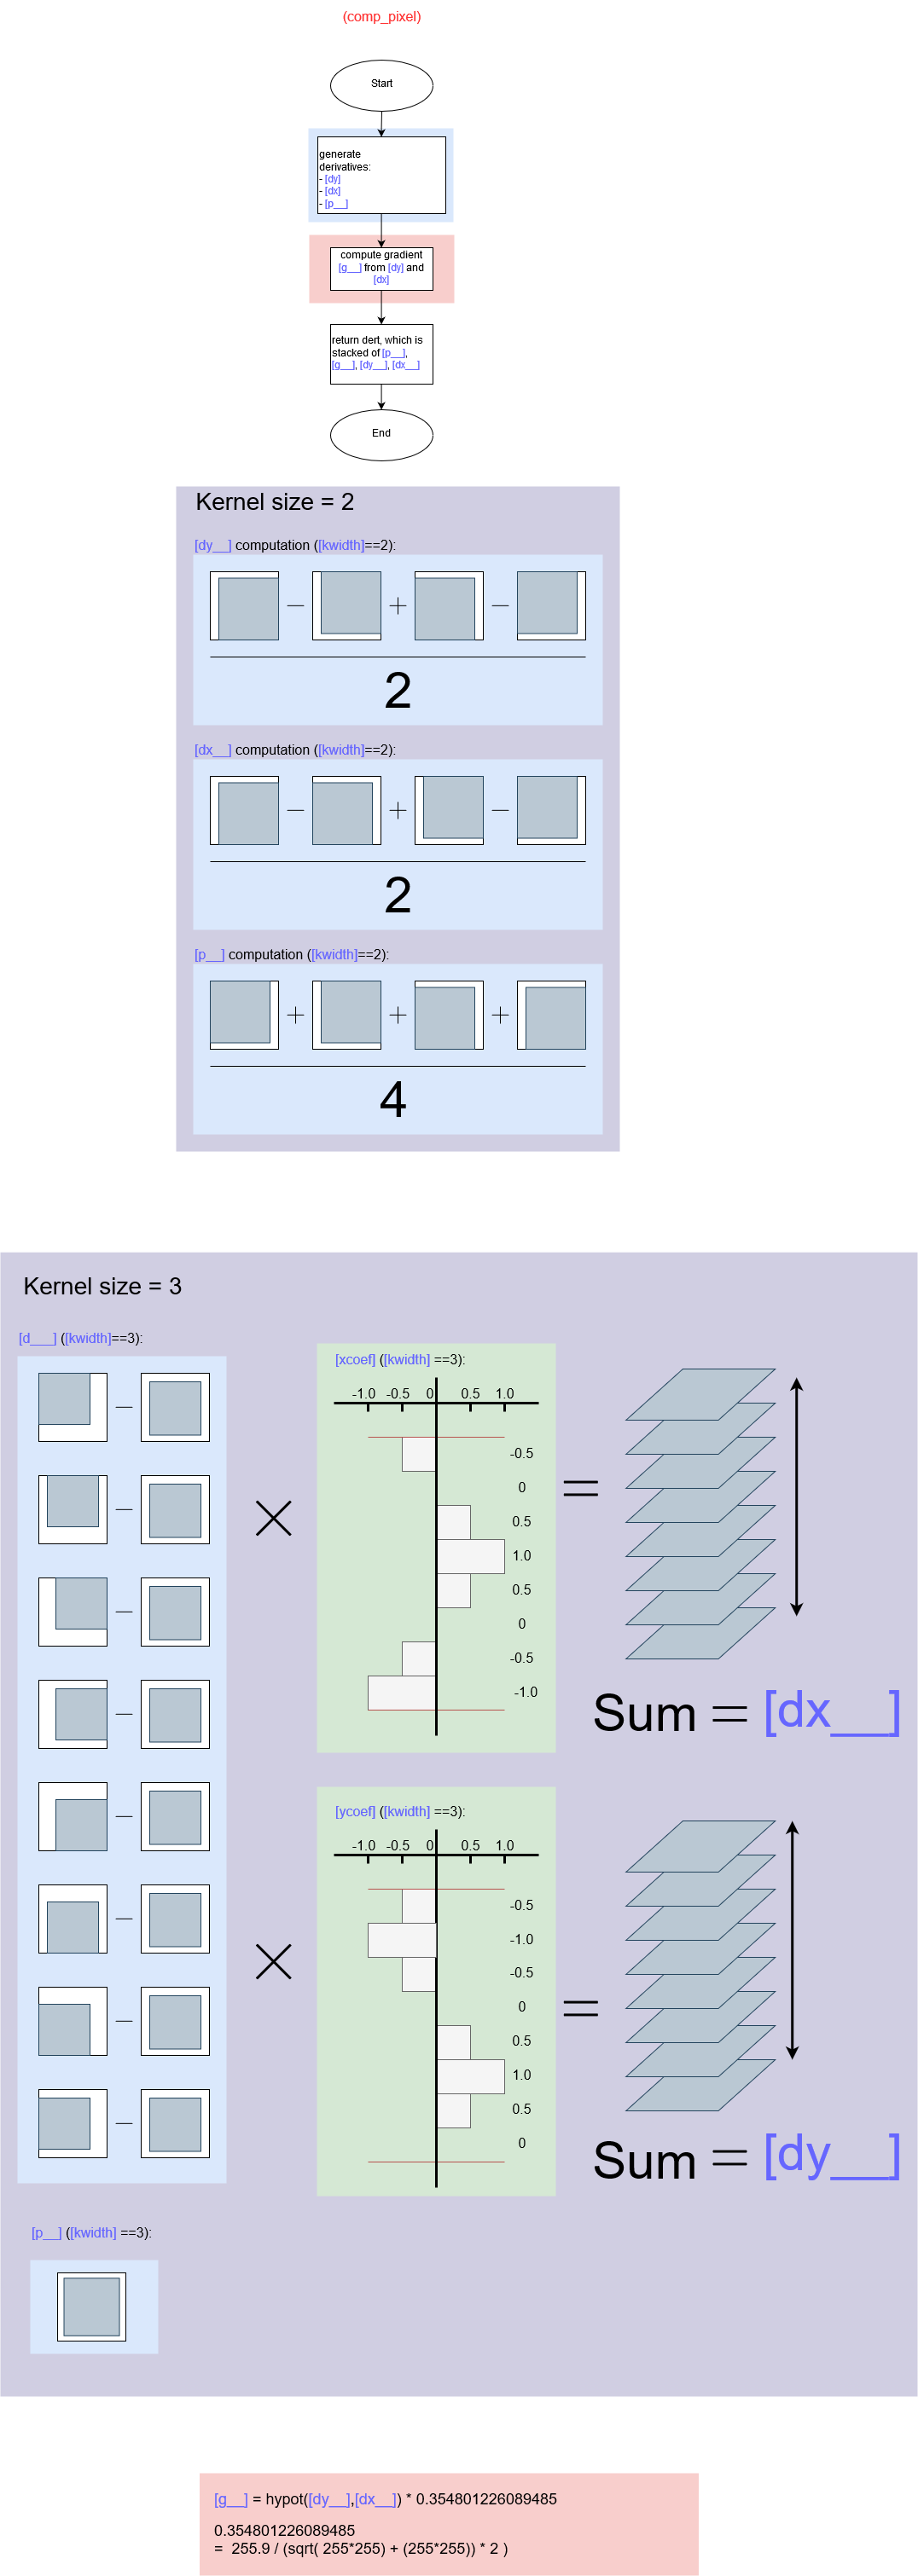 (comp_pixel)
Start
generate
derivatives:
- [dy]
- [dx]
- [p__]
compute gradient
[g__] from [dy] and
[dx]
return dert, which is
stacked of [p__],
[g__], [dy__], [dx__]
End
Kernel size = 2
[dy__] computation ([kwidth]==2):
2
[dx__] computation ([kwidth]==2):
2
[p__] computation ([kwidth]==2):
4
Kernel size = 3
[d___] ([kwidth]==3):
[xcoef] ([kwidth] ==3):
-1.0 -0.5 0 0.5 1.0
-0.5
0
0.5
1.0
0.5
0
-0.5
-1.0
Sum = [dx__]
[ycoef] ([kwidth] ==3):
-1.0 -0.5 0 0.5 1.0
-0.5
-1.0
-0.5
0
0.5
1.0
0.5
0
Sum = [dy__]
[p__] ([kwidth] ==3):
[g__] = hypot([dy__],[dx__]) * 0.354801226089485
0.354801226089485
= 255.9 / (sqrt( 255*255) + (255*255)) * 2 )